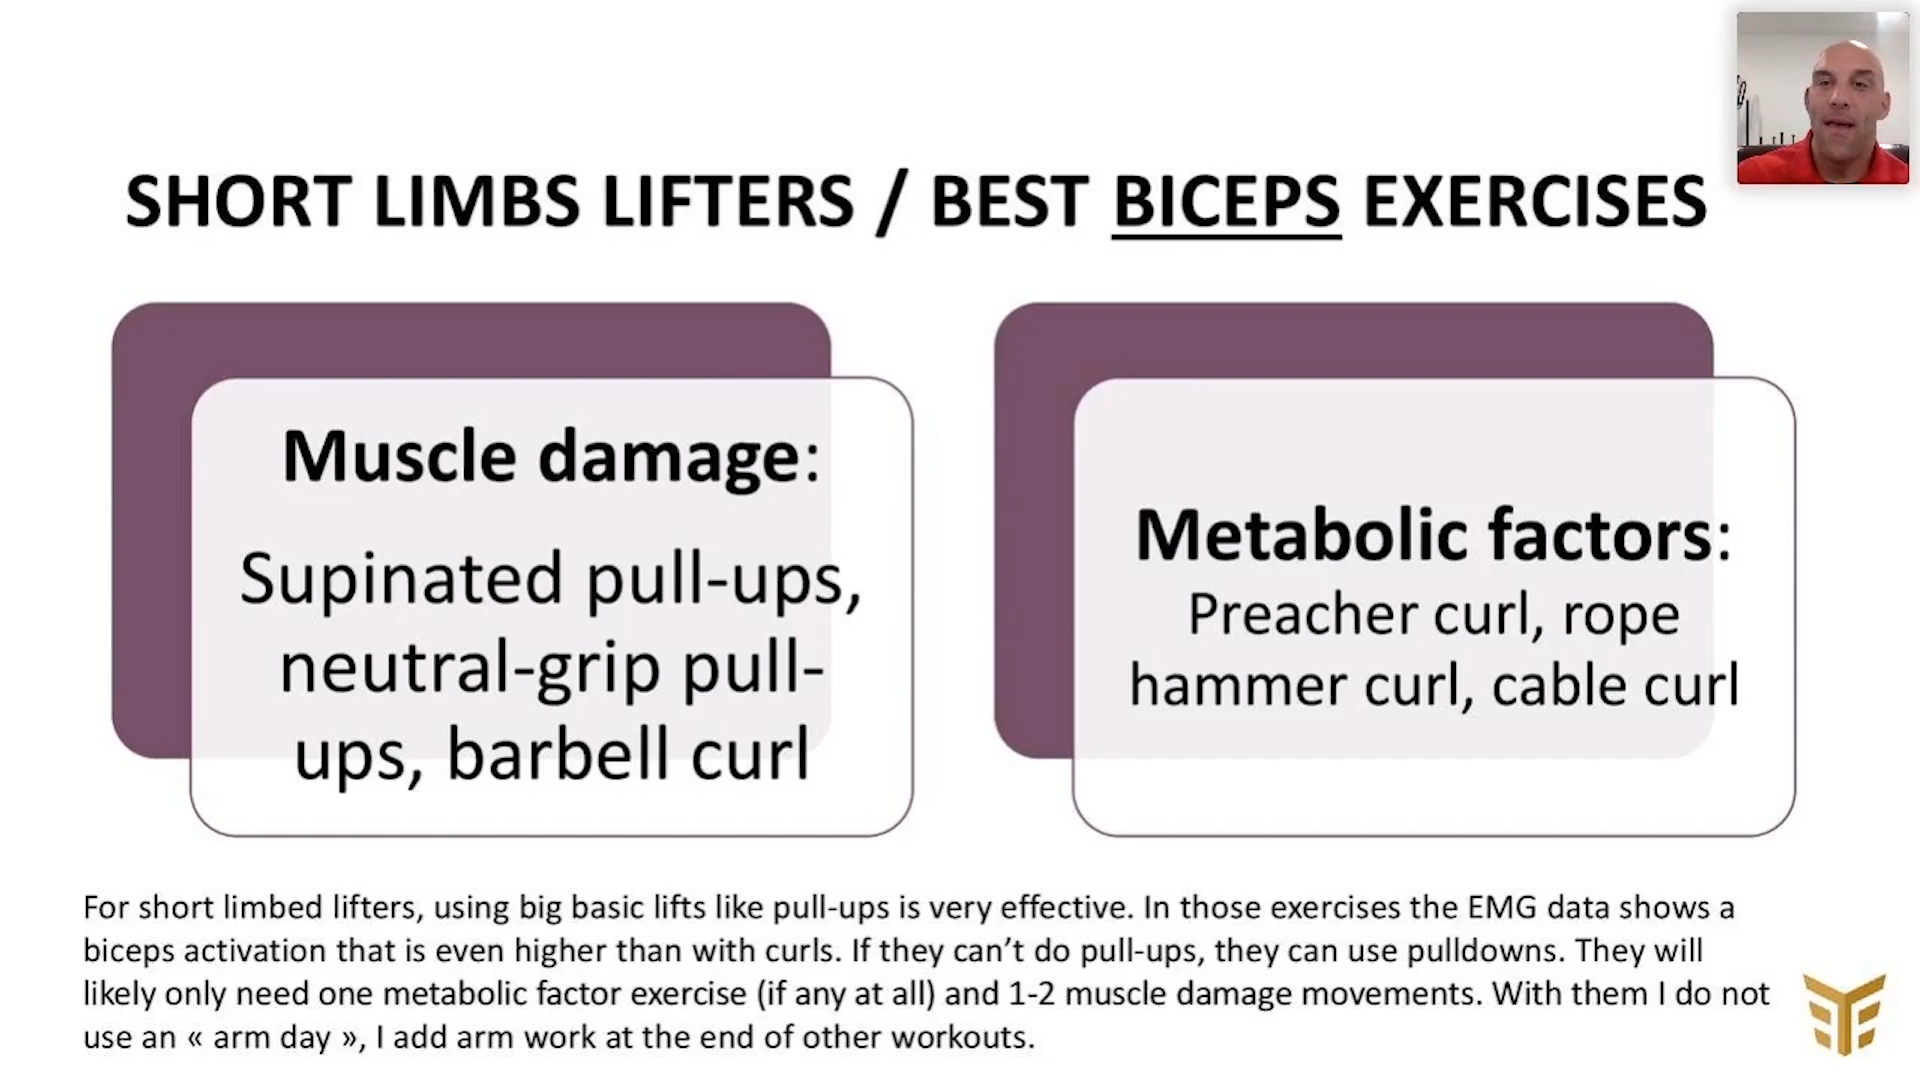 SHORT LIMBS LIFTERS / BEST BICEPS EXERCISES
Muscle damage:
Supinated pull-ups,
neutral-grip pull-
ups, barbell curl
Metabolic factors:
Preacher curl, rope
hammer curl, cable curl
For short limbed lifters, using big basic lifts like pull-ups is very effective. In those exercises the EMG data shows a
biceps activation that is even higher than with curls. If they can’t do pull-ups, they can use pulldowns. They will
likely only need one metabolic factor exercise (if any at all) and 1-2 muscle damage movements. With them I do not
use an « arm day », I add arm work at the end of other workouts.